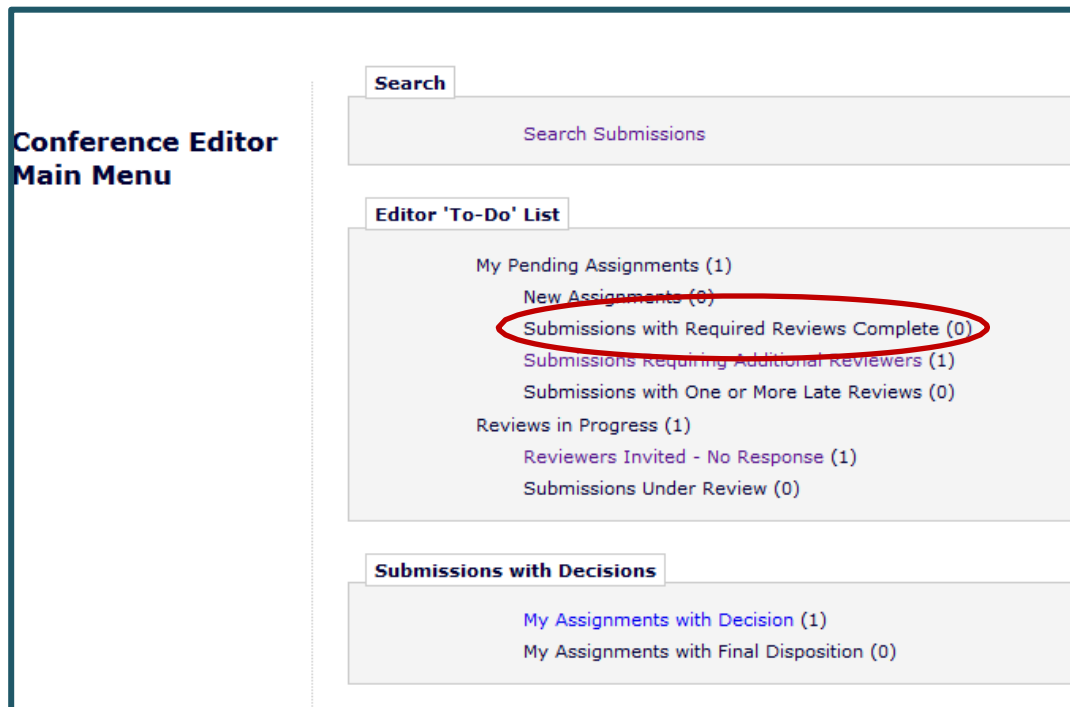 Conference Editor
Main Menu
Search
Search Submissions
Editor 'To-Do' List
My Pending Assignments (1)
New Assignments (0)
Submissions with Required Reviews Complete (0)
Submissions Requiring Additional Reviewers (1)
Submissions with One or More Late Reviews (0)
Reviews in Progress (1)
Reviewers Invited - No Response (1)
Submissions Under Review (0)
Submissions with Decisions
My Assignments with Decision (1)
My Assignments with Final Disposition (0)